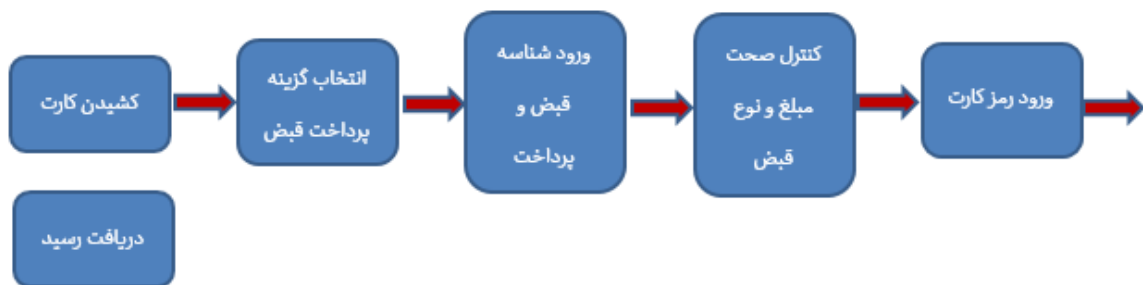 کشیدن کارت
انتخاب گزینه
پرداخت قبض
ورود شناسه
قبض و
پرداخت
کنترل صحت
مبلغ و نوع
قبض
ورود رمز کارت
دریافت رسید